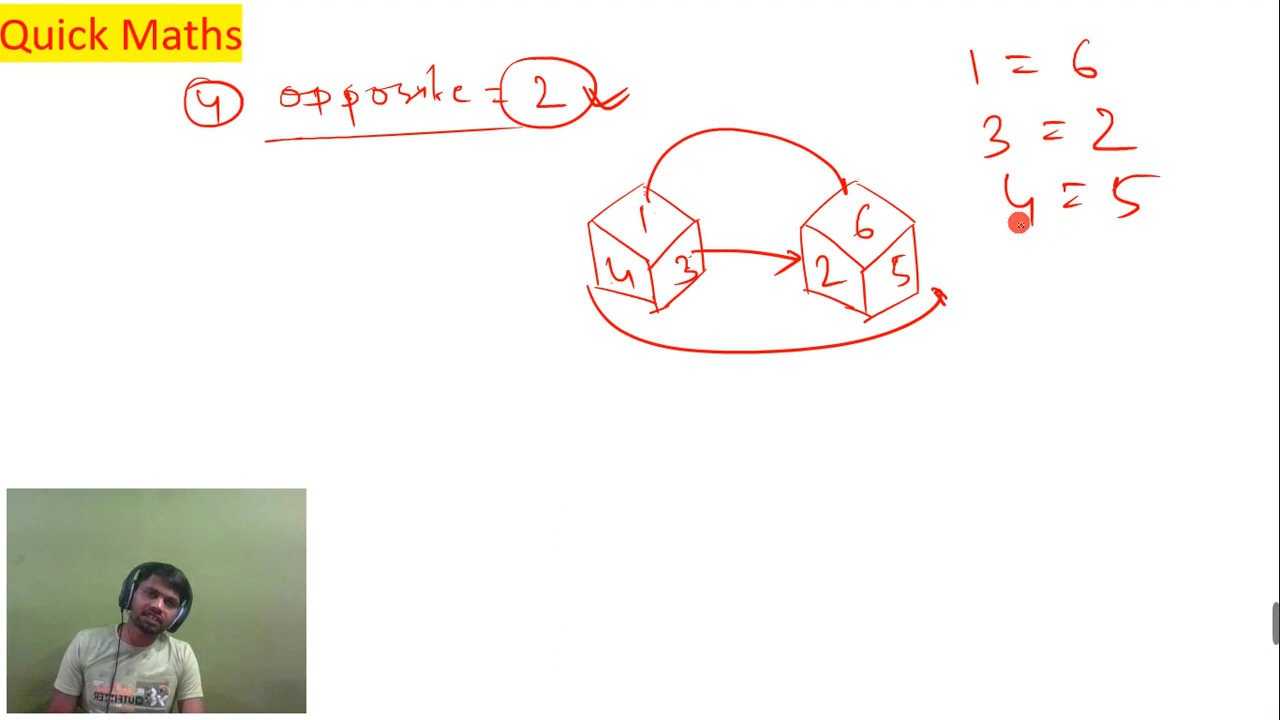 Quick Maths
4 opposite = 2
1 = 6
3 = 2
4 = 5
1
4 3
6
2 5